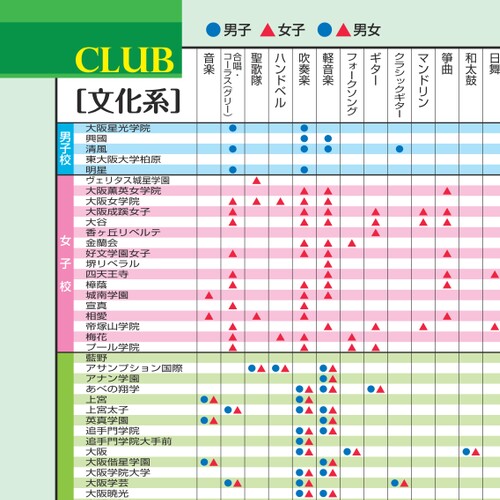 ●男子 ▲女子 ●▲男女
CLUB
[文化系]
音楽
合唱・コーラス(グリー)
聖歌隊
ハンドベル
吹奏楽
軽音楽
フォークソング
ギター
クラシックギター
マンドリン
箏曲
和太鼓
日舞
男子校
大阪星光学院
興國
清風
東大阪大学柏原
明星
女子校
ヴェリタス城星学園
大阪薫英女学院
大阪女学院
大阪成蹊女子
大谷
香ヶ丘リベルテ
金蘭会
好文学園女子
堺リベラル
四天王寺
樟蔭
城南学園
宣真
相愛
帝塚山学院
梅花
プール学院
藍野
アサンプション国際
アナン学園
あべの翔学
上宮
上宮太子
英真学園
追手門学院
追手門学院大手前
大阪
大阪偕星学園
大阪学院大学
大阪学芸
大阪暁光